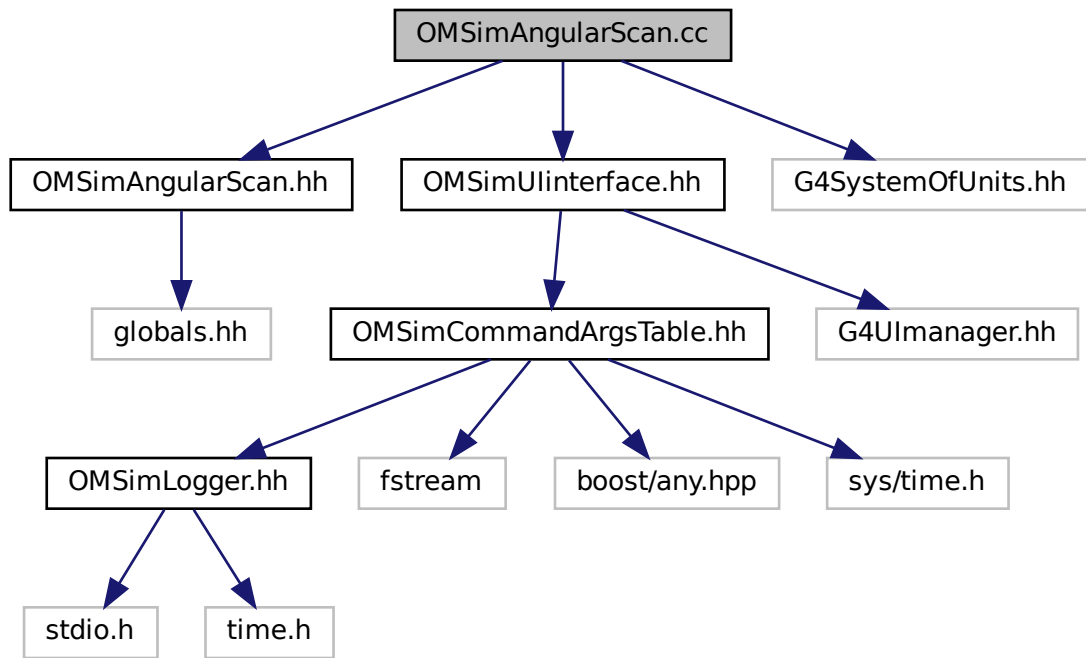 OMSimAngularScan.cc
OMSimAngularScan.hh
OMSimUIinterface.hh
G4SystemOfUnits.hh
globals.hh
OMSimCommandArgsTable.hh
G4UImanager.hh
OMSimLogger.hh
fstream
boost/any.hpp
sys/time.h
stdio.h
time.h